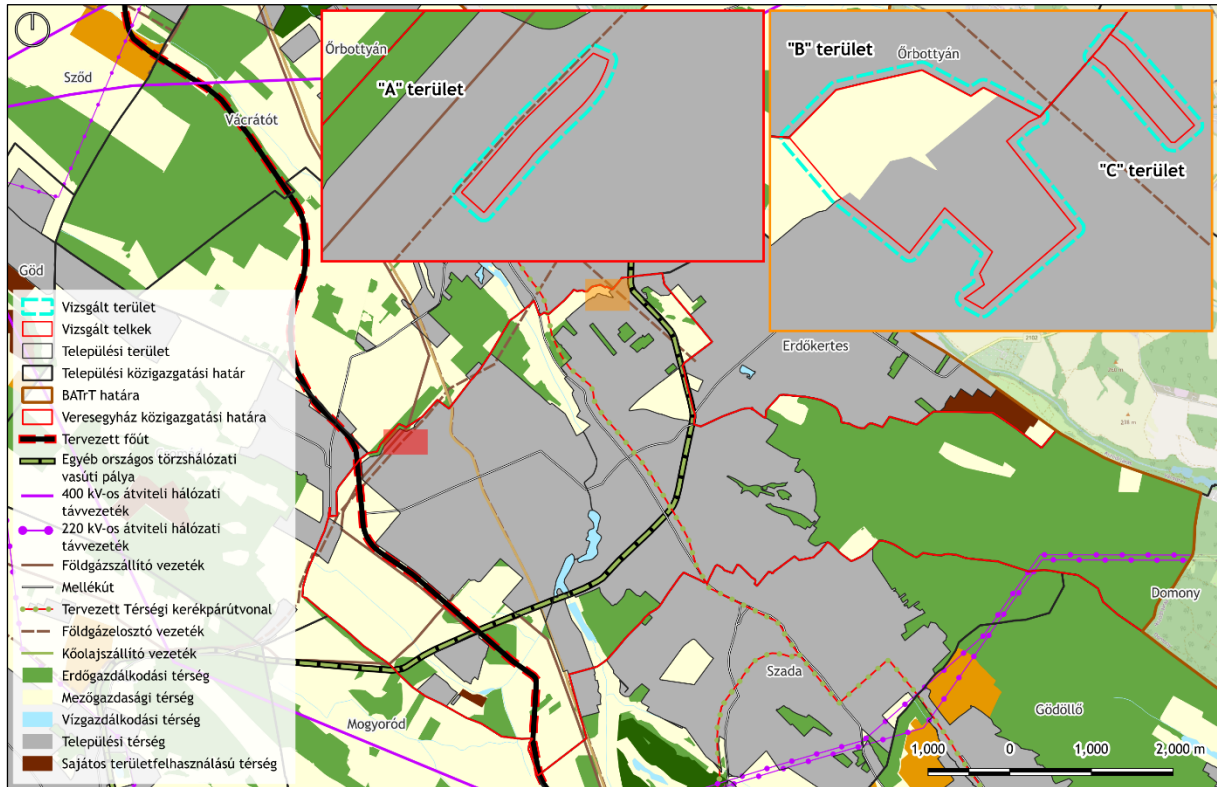 Sződ
Vácrátót
Göd
Őrbottyán
"A" terület
"B" terület
Őrbottyán
"C" terület
Erdőkertes
Domony
Szada
Gödöllő
Mogyoród
Vizsgált terület
Vizsgált telkek
Települési terület
Települési közigazgatási határ
BATrT határa
Veresegyház közigazgatási határa
Tervezett főút
Egyéb országos törzshálózati
vasúti pálya
400 kV-os átviteli hálózati
távvezeték
220 kV-os átviteli hálózati
távvezeték
Földgázszállító vezeték
Mellékút
Tervezett Térségi kerékpárútvonal
Földgázelosztó vezeték
Kőolajszállító vezeték
Erdőgazdálkodási térség
Mezőgazdasági térség
Vízgazdálkodási térség
Települési térség
Sajátos területfelhasználású térség
1,000 0 1,000 2,000 m